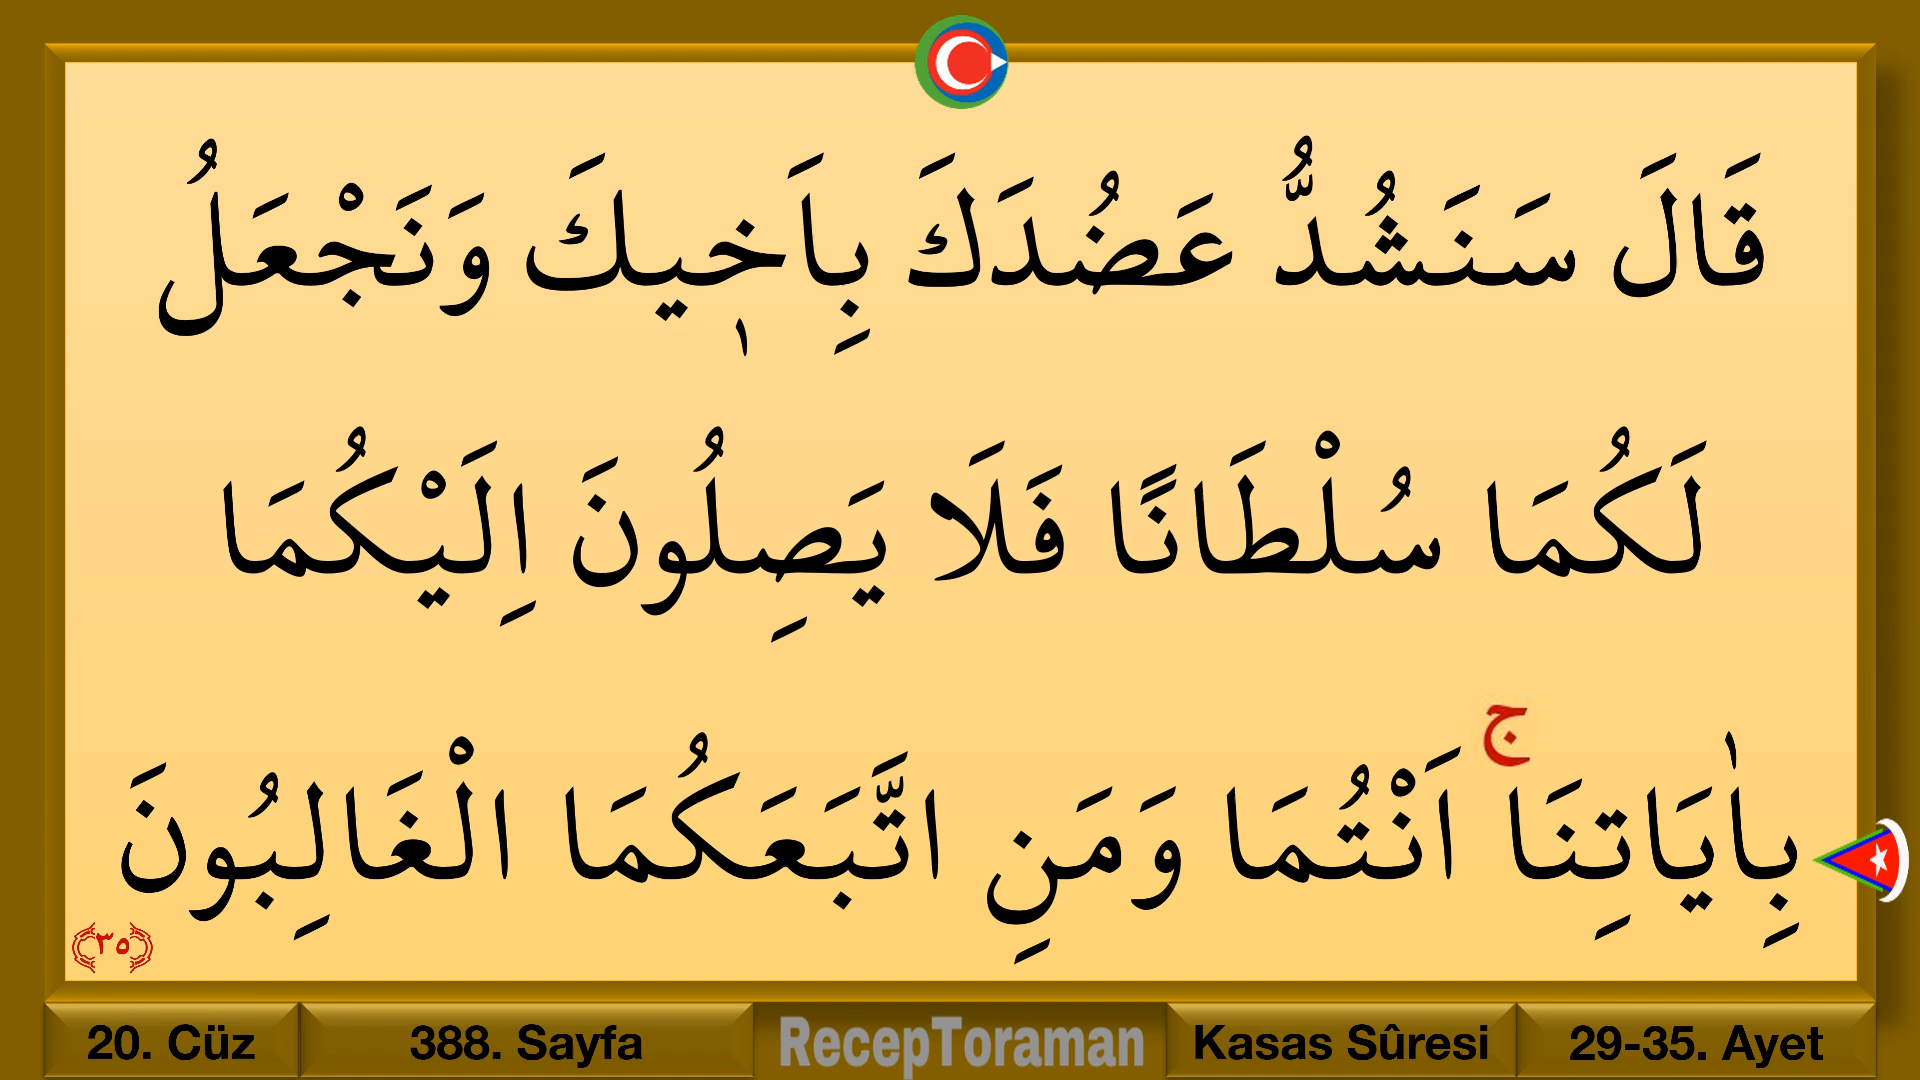 قَالَ سَنَشُدُّ عَضُدَكَ بِاَخ۪يكَ وَنَجْعَلُ
لَكُمَا سُلْطَانًا فَلَا يَصِلُونَ اِلَيْكُمَا
بِاٰيَاتِنَاۚ اَنْتُمَا وَمَنِ اتَّبَعَكُمَا الْغَالِبُونَ
﴿٣٥﴾
20. Cüz 388. Sayfa RecepToraman Kasas Sûresi 29-35. Ayet